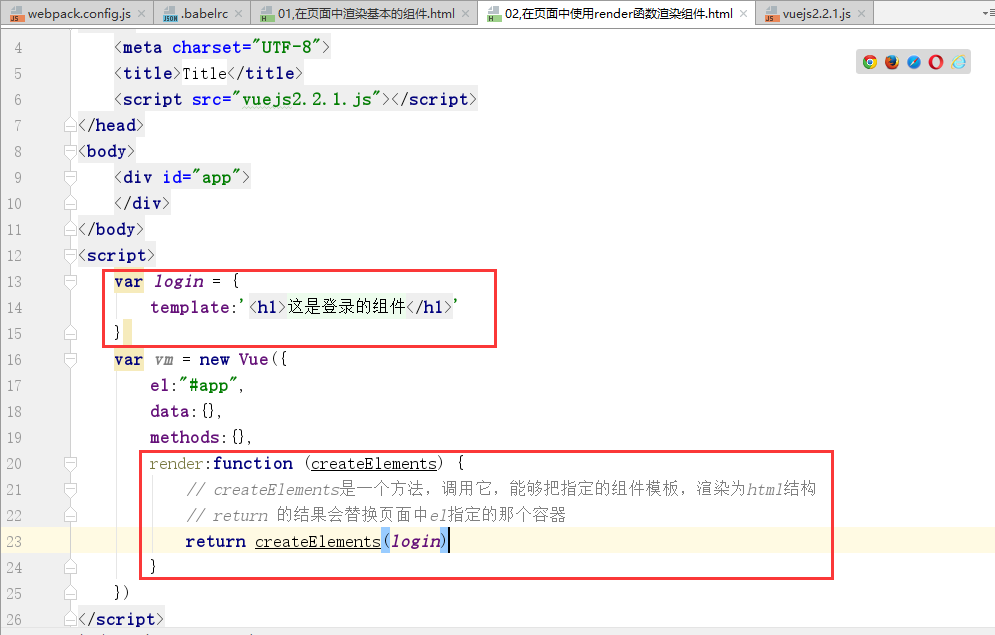 webpack.config.js .babelrc 01,在页面中渲染基本的组件.html 02,在页面中使用render函数渲染组件.html vuejs2.2.1.js
4 <meta charset="UTF-8">
5 <title>Title</title>
6 <script src="vuejs2.2.1.js"></script>
7 </head>
8 <body>
9 <div id="app">
10 </div>
11 </body>
12 <script>
13 var login = {
14 template:'<h1>这是登录的组件</h1>'
15 }
16 var vm = new Vue({
17 el:"#app",
18 data:{},
19 methods:{},
20 render:function (createElements) {
21 // createElements是一个方法，调用它，能够把指定的组件模板，渲染为html结构
22 // return 的结果会替换页面中el指定的那个容器
23 return createElements(login)
24 }
25 })
26 </script>